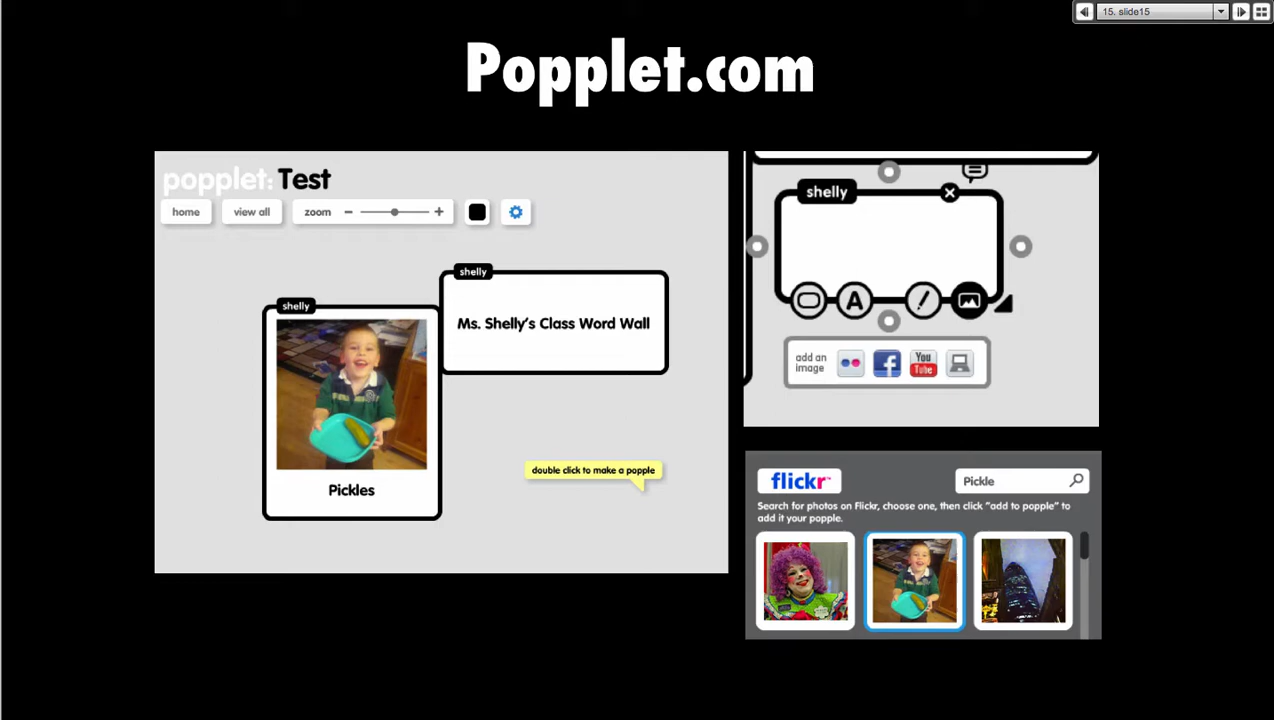 15. slide15
Popplet.com
popplet: Test
home
view all
zoom
shelly
Ms. Shelly's Class Word Wall
shelly
Pickles
double click to make a popple
shelly
A
add an
image
f
You
Tube
flickr™
Pickle
Search for photos on Flickr, choose one, then click "add to popple" to
add it your popple.